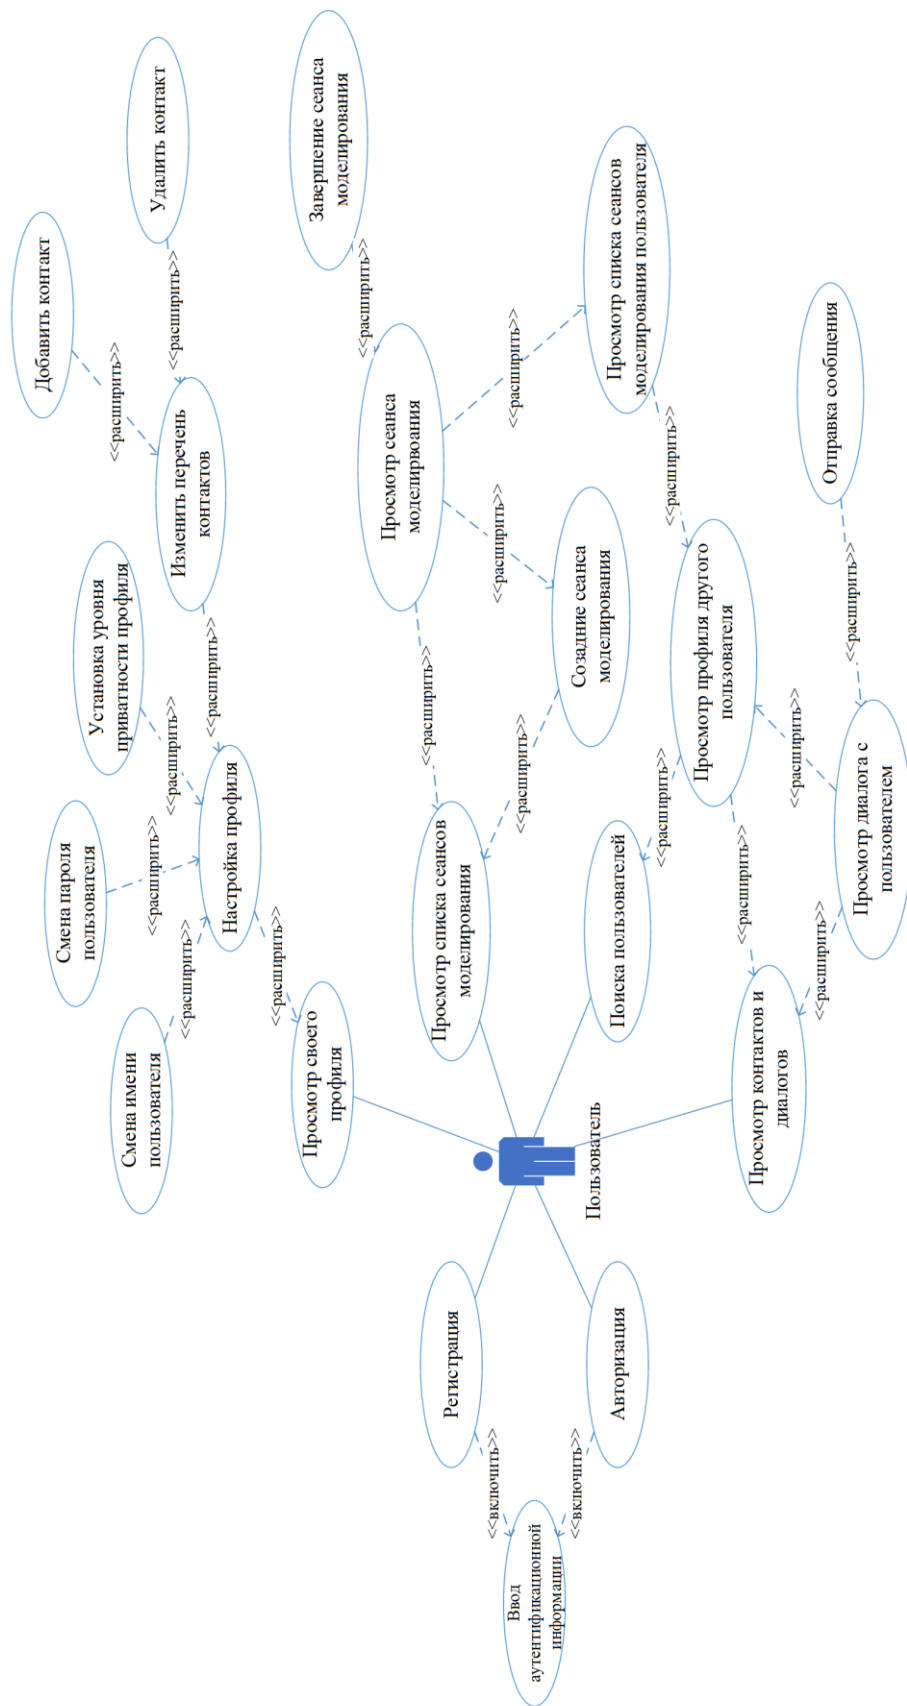 Добавить контакт
<<расширить>>
Удалить контакт
<<расширить>>
Смена пароля
пользователя
<<расширить>>
Установка уровня
приватности профиля
<<расширить>>
Изменить перечень
контактов
<<расширить>>
Смена имени
пользователя
<<расширить>>
Настройка профиля
<<расширить>>
Просмотр своего
профиля
Завершение сеанса
моделирования
<<расширить>>
Просмотр сеанса
моделирвоания
<<расширить>>
<<расширить>>
<<расширить>>
Просмотр списка сеансов
моделирования
<<расширить>>
Созадние сеанса
моделирования
Регистрация
<<включить>>
Ввод
аутентификационной
информации
<<включить>>
Авторизация
Пользователь
Поиска пользователей
<<расширить>>
Просмотр списка сеансов
моделирования пользователя
<<расширить>>
Просмотр профиля другого
пользователя
<<расширить>>
<<расширить>>
Просмотр контактов и
диалогов
<<расширить>>
Просмотр диалога с
пользователем
<<расширить>>
Отправка сообщения